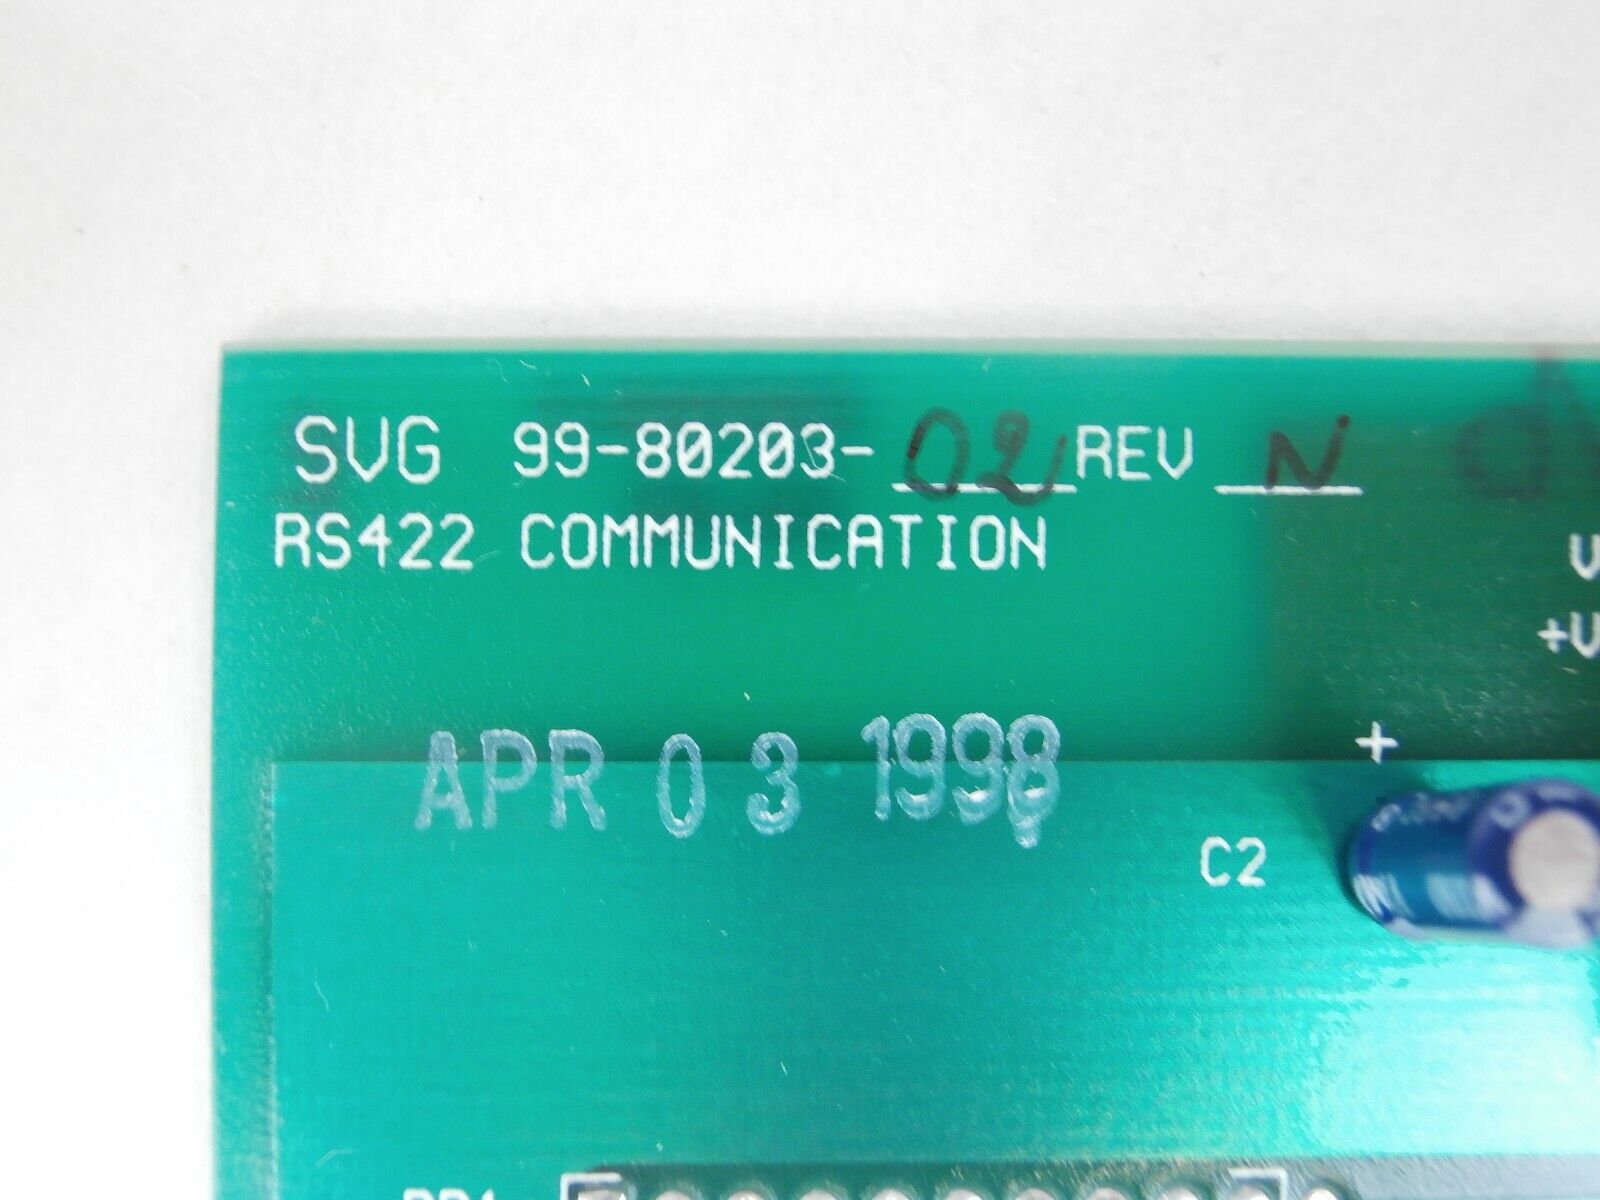 SVG 99-80203-02 REV N
RS422 COMMUNICATION
+V
APR 03 1998
+
C2